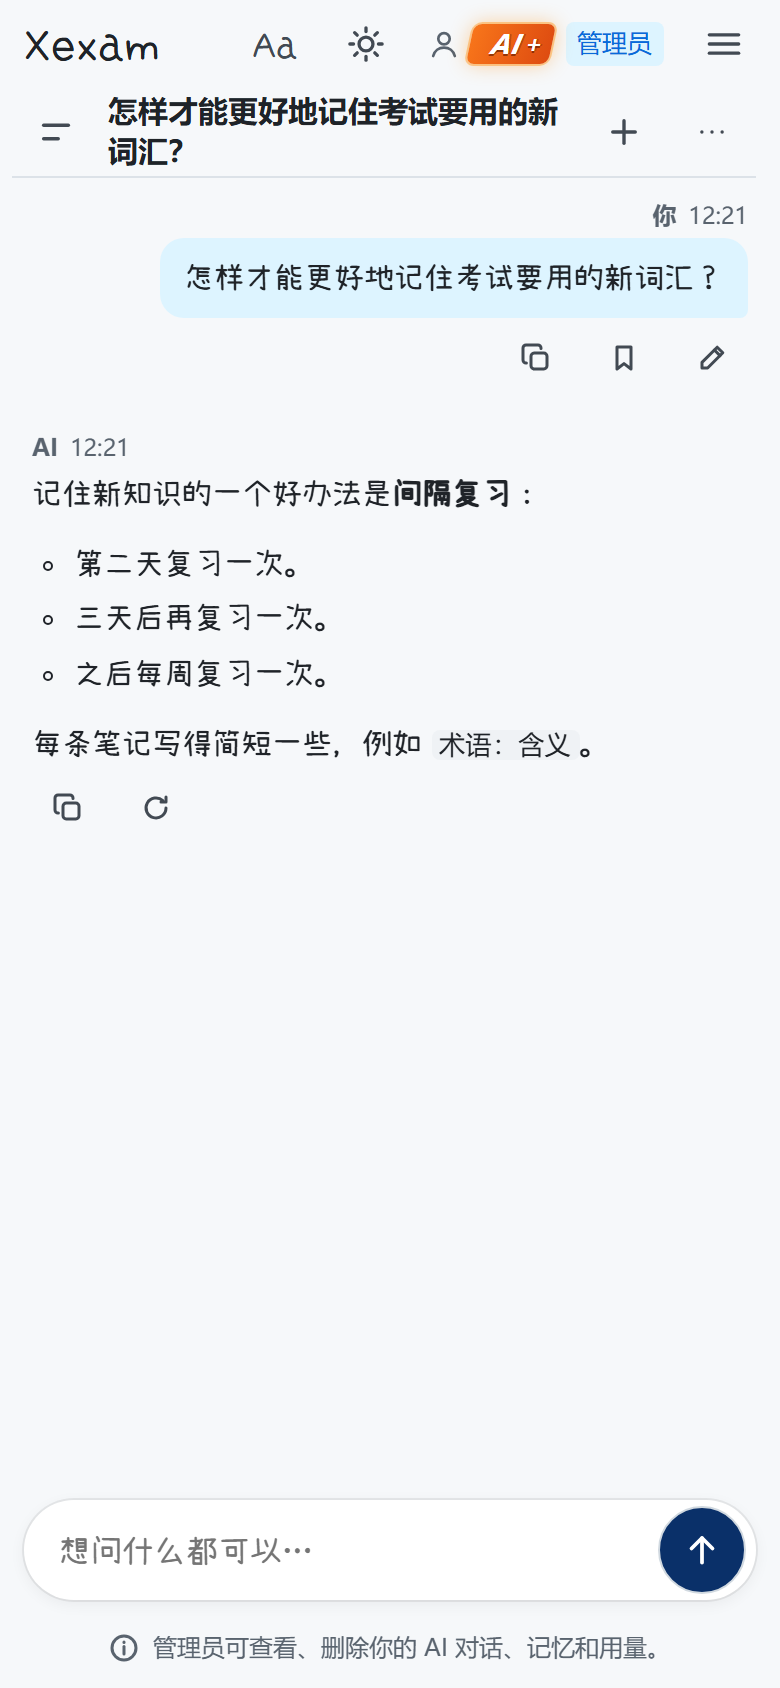 Xexam Aa AI+ 管理员
怎样才能更好地记住考试要用的新
词汇？
你 12:21
怎样才能更好地记住考试要用的新词汇？
AI 12:21
记住新知识的一个好办法是间隔复习：
第二天复习一次。
三天后再复习一次。
之后每周复习一次。
每条笔记写得简短一些，例如 术语：含义。
想问什么都可以…
管理员可查看、删除你的 AI 对话、记忆和用量。